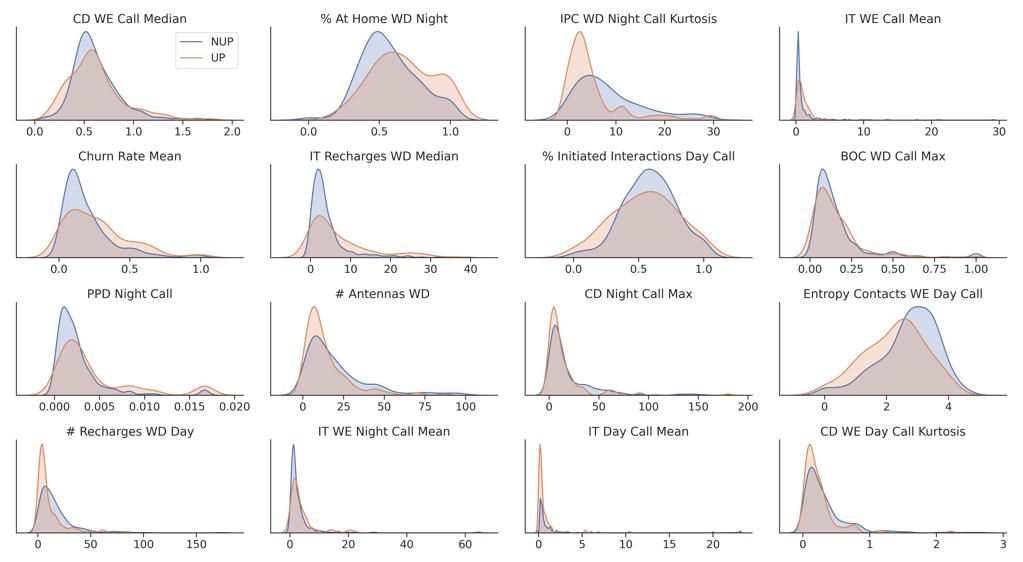 CD WE Call Median
% At Home WD Night
IPC WD Night Call Kurtosis
IT WE Call Mean
NUP
UP
0.0 0.5 1.0 1.5 2.0
0.0 0.5 1.0
0 10 20 30
0 10 20 30
Churn Rate Mean
IT Recharges WD Median
% Initiated Interactions Day Call
BOC WD Call Max
0.0 0.5 1.0
0 10 20 30 40
0.0 0.5 1.0
0.00 0.25 0.50 0.75 1.00
PPD Night Call
# Antennas WD
CD Night Call Max
Entropy Contacts WE Day Call
0.000 0.005 0.010 0.015 0.020
0 25 50 75 100
0 50 100 150 200
0 2 4
# Recharges WD Day
IT WE Night Call Mean
IT Day Call Mean
CD WE Day Call Kurtosis
0 50 100 150
0 20 40 60
0 5 10 15 20
0 1 2 3